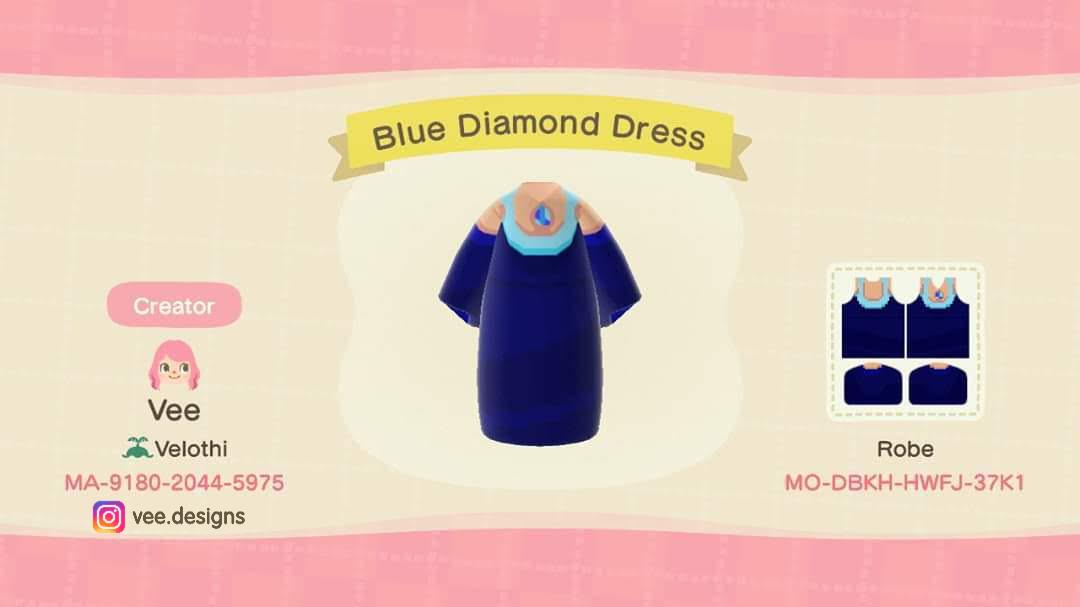 Blue Diamond Dress
Creator
Vee
Velothi
MA-9180-2044-5975
vee.designs
Robe
MO-DBKH-HWFJ-37K1